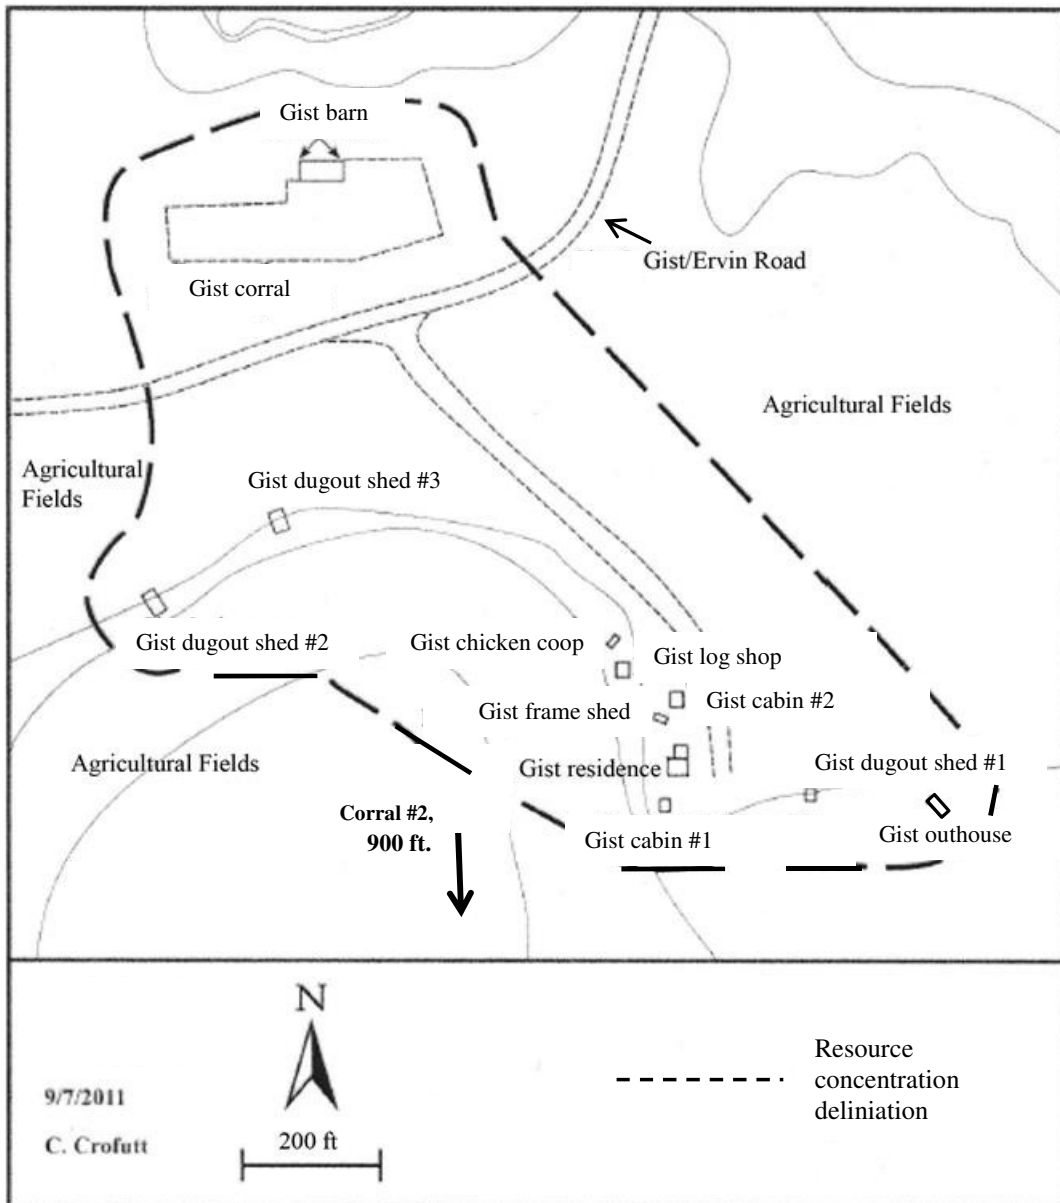 Gist barn
Gist/Ervin Road
Gist corral
Agricultural Fields
Agricultural
Fields
Gist dugout shed #3
Gist dugout shed #2
Gist chicken coop
Gist log shop
Gist cabin #2
Gist frame shed
Agricultural Fields
Gist residence
Gist dugout shed #1
Corral #2,
900 ft.
Gist cabin #1
Gist outhouse
N
200 ft
9/7/2011
C. Crofutt
Resource
concentration
deliniation